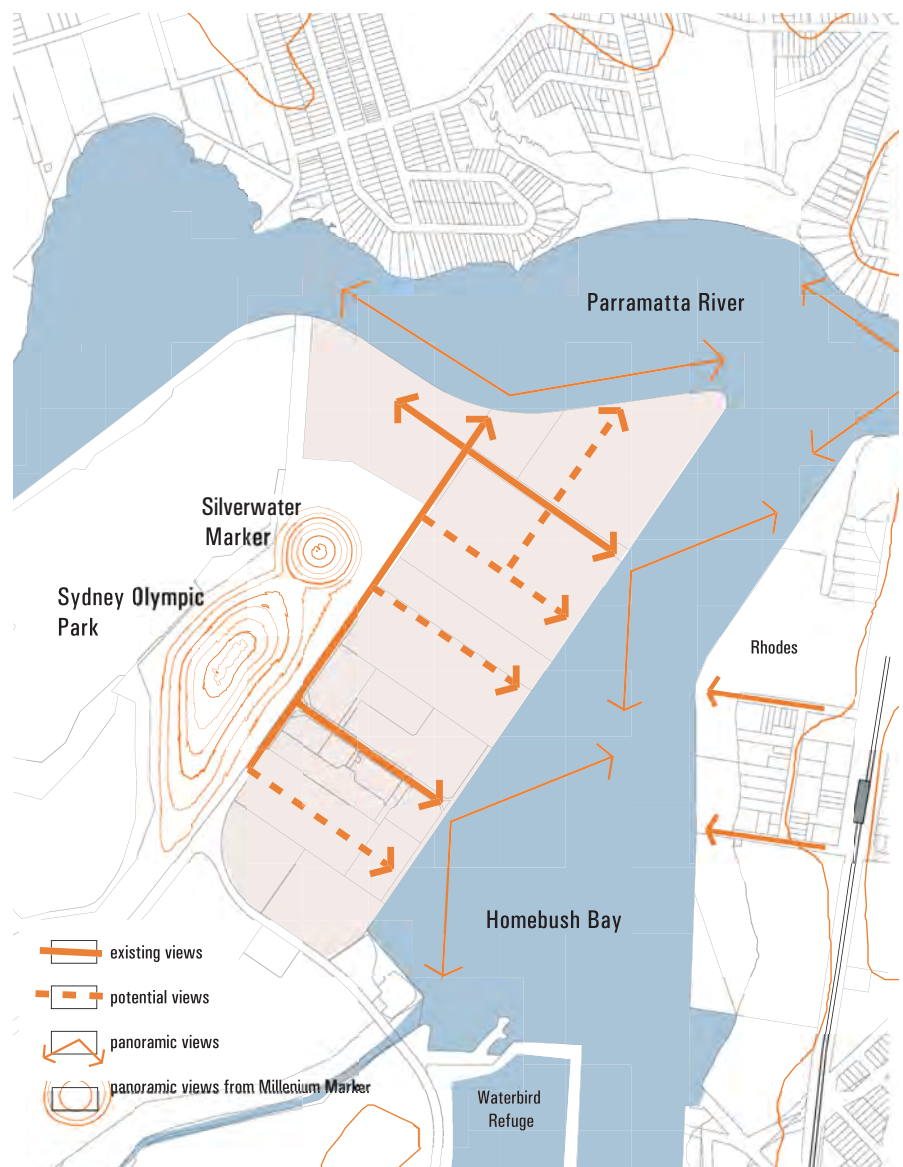 Parramatta River
Silverwater
Marker
Sydney Olympic
Park
Rhodes
Homebush Bay
existing views
potential views
panoramic views
panoramic views from Millenium Marker
Waterbird
Refuge